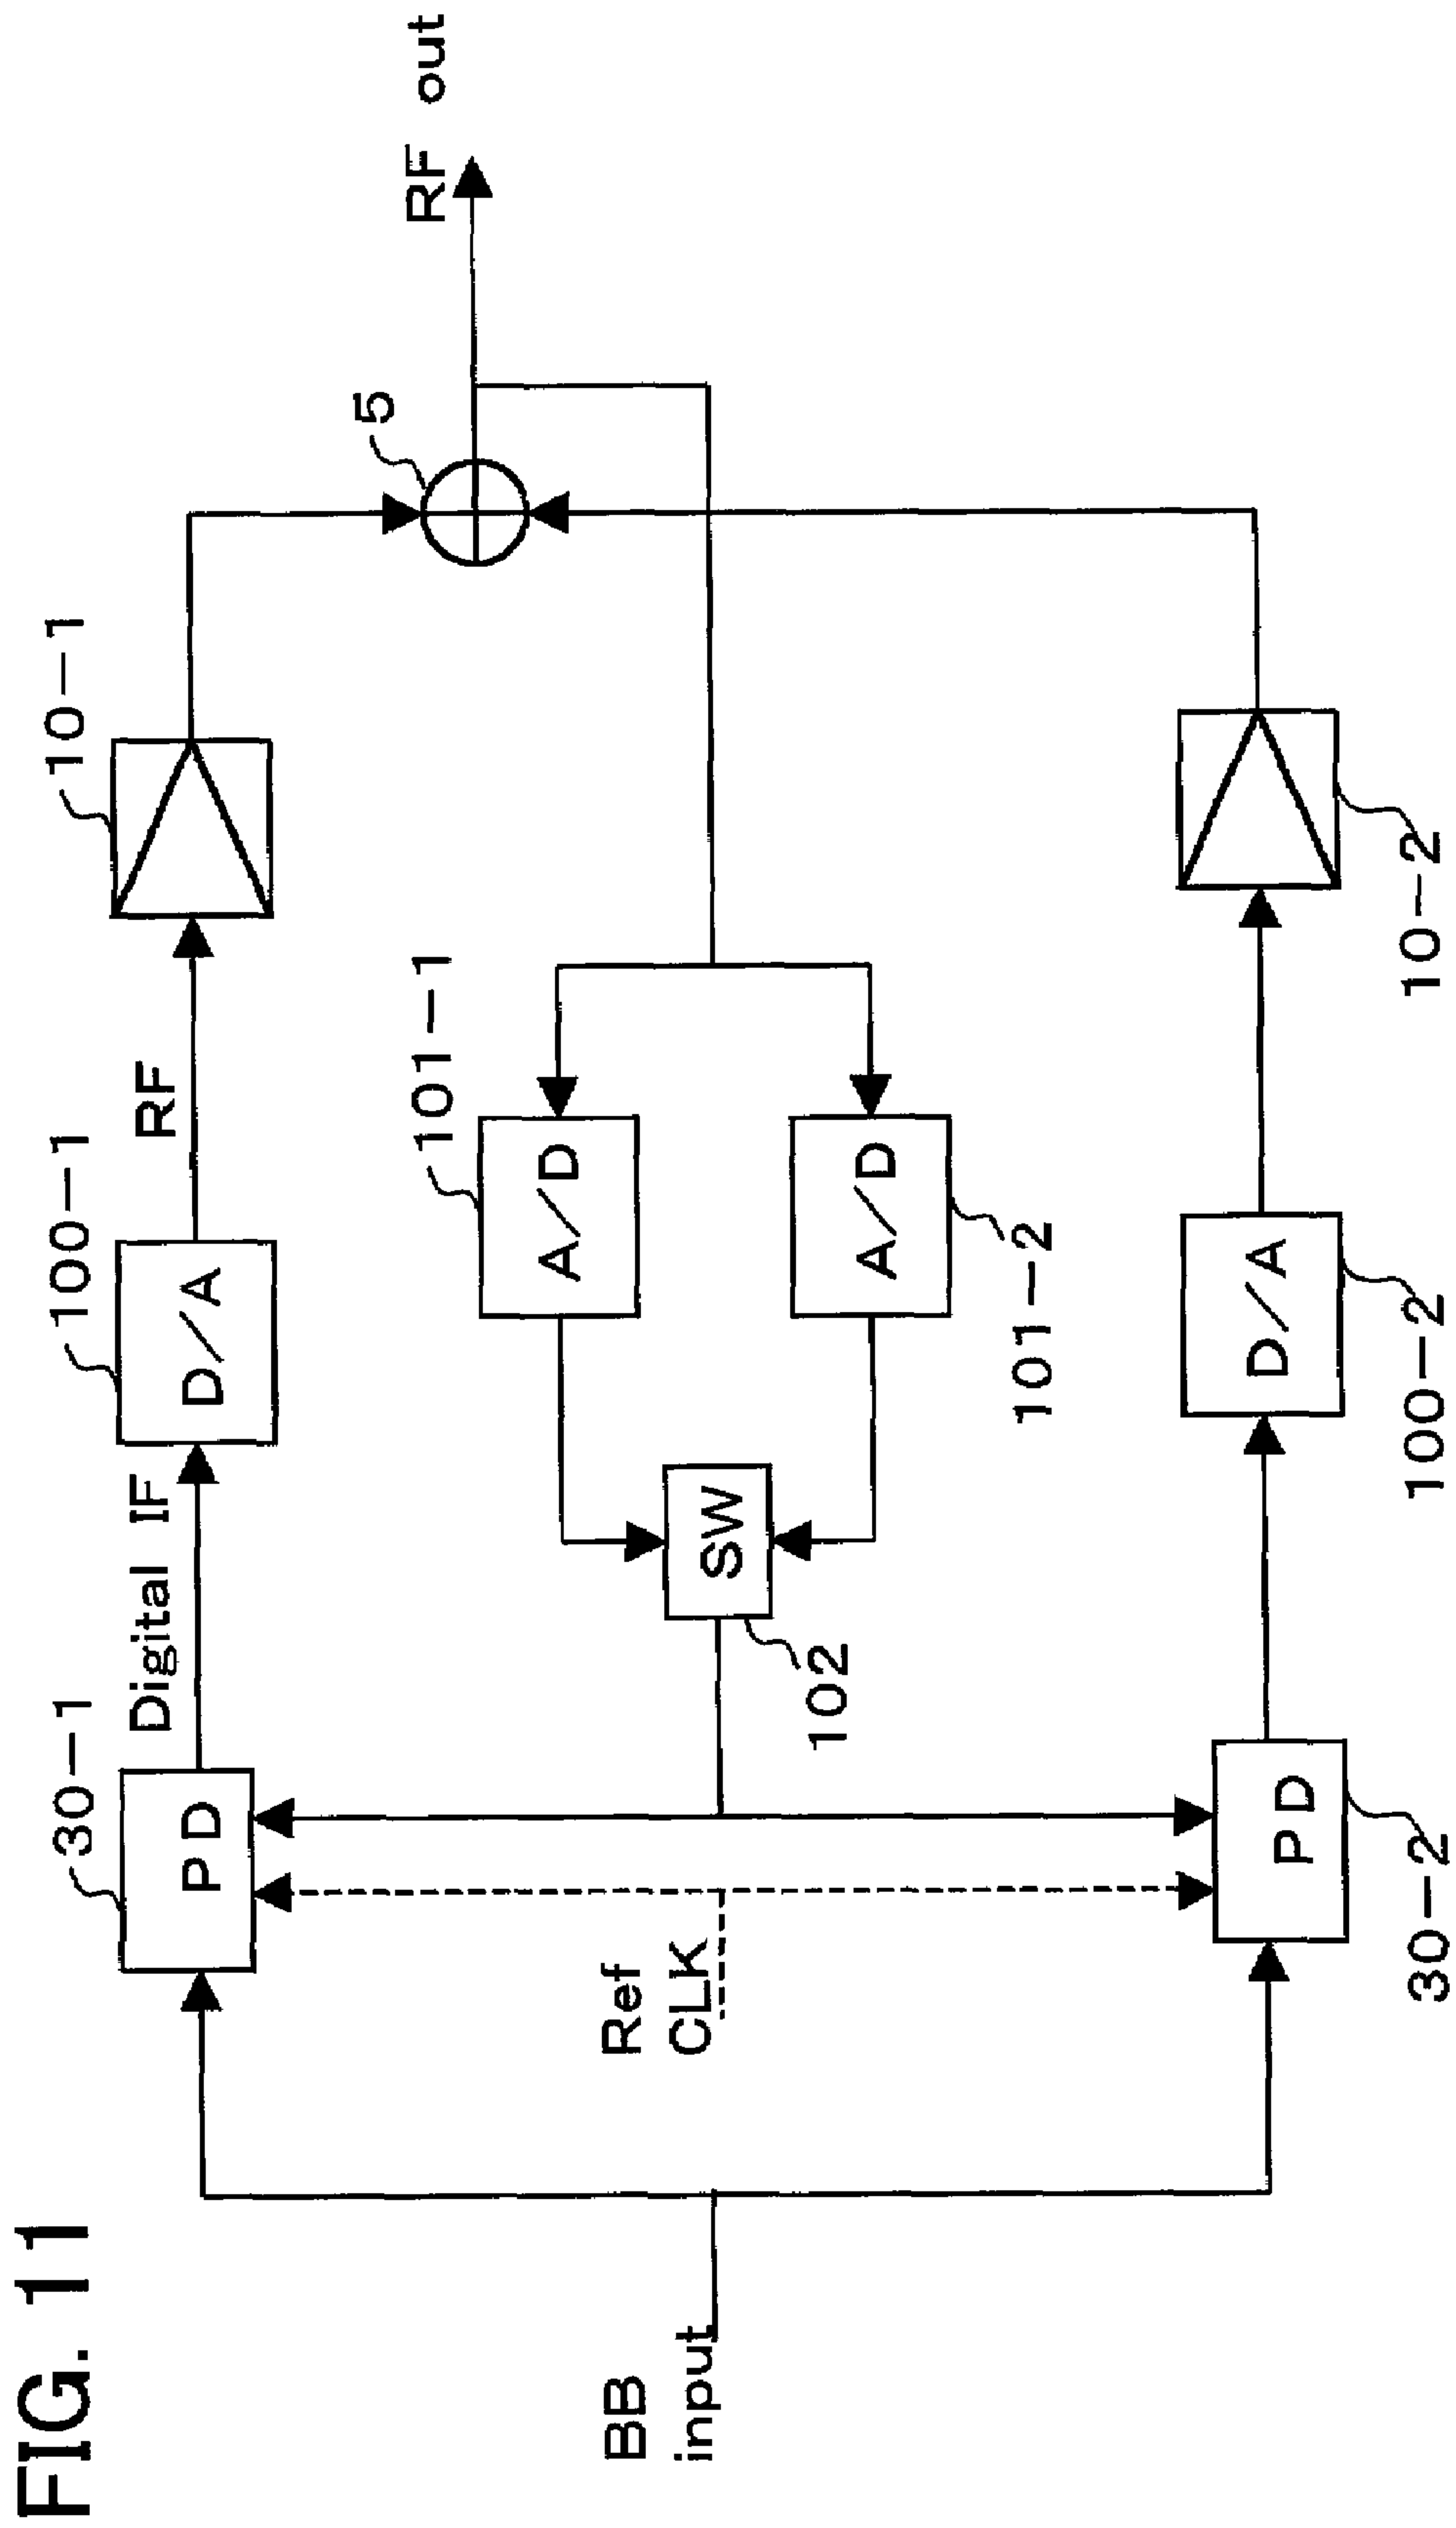 FIG. 11
30-1
100-1
10-1
PD
Digital IF
D/A
RF
5
RF out
101-1
A/D
BB
input
Ref
CLK
SW
102
A/D
101-2
PD
D/A
30-2
100-2
10-2